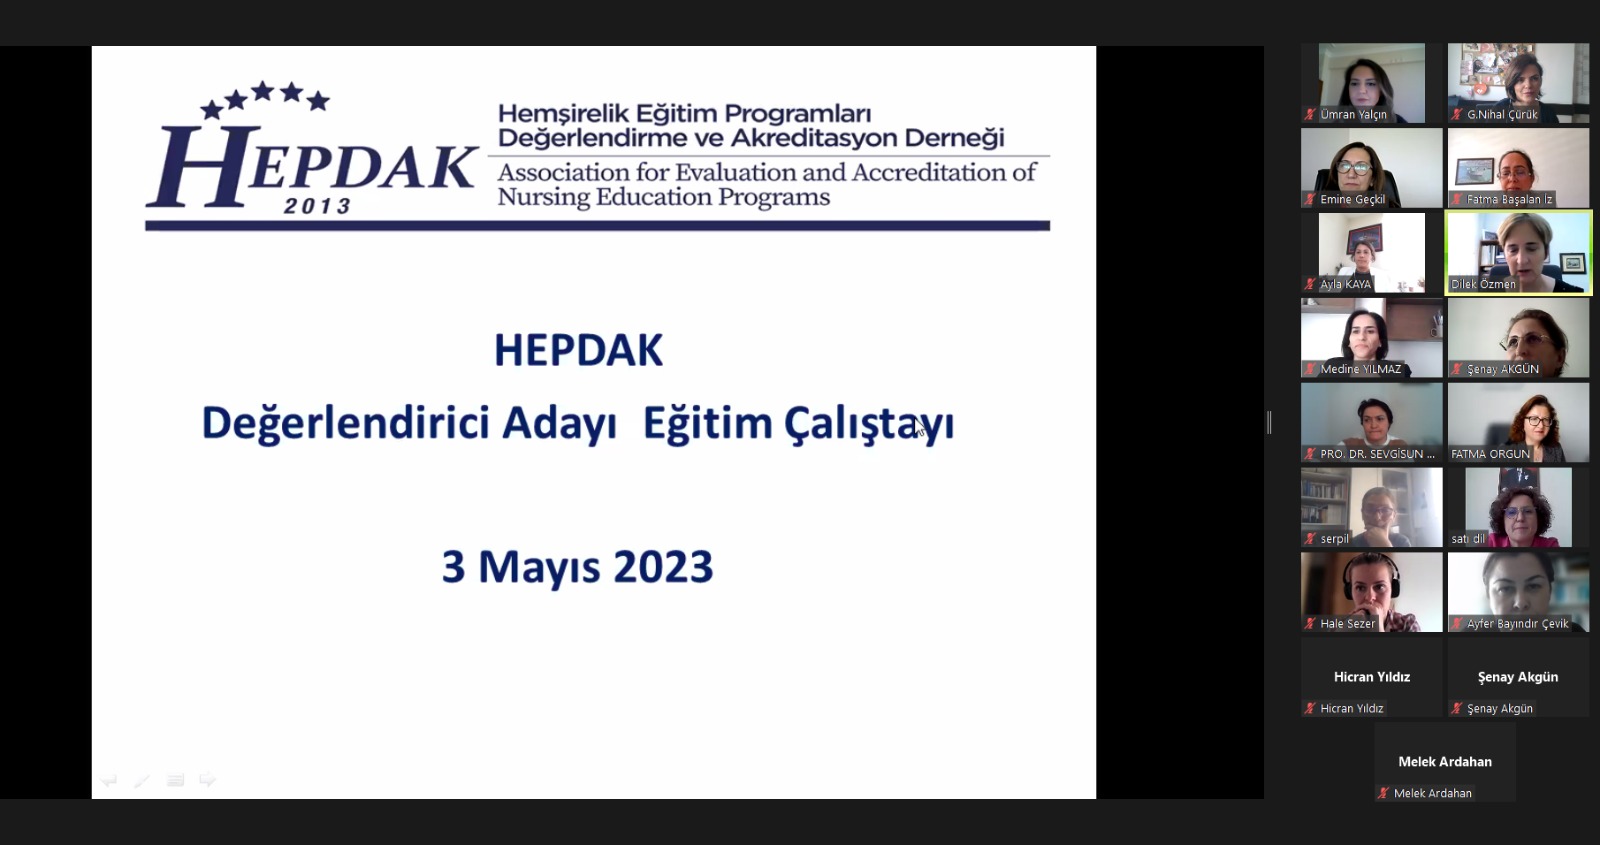 HEPDAK
2013
Hemşirelik Eğitim Programları
Değerlendirme ve Akreditasyon Derneği
Association for Evaluation and Accreditation of
Nursing Education Programs
HEPDAK
Değerlendirici Adayı Eğitim Çalıştayı
3 Mayıs 2023
Ümran Yalçın
G.Nihal Çürük
Emine Geçkil
Fatma Başalan İz
Ayla KAYA
Dilek Özmen
Medine YILMAZ
Şenay AKGÜN
PRO. DR. SEVGİSUN ...
FATMA ORGUN
serpil
satı dil
Hale Sezer
Ayfer Bayındır Çevik
Hicran Yıldız
Hicran Yıldız
Şenay Akgün
Şenay Akgün
Melek Ardahan
Melek Ardahan